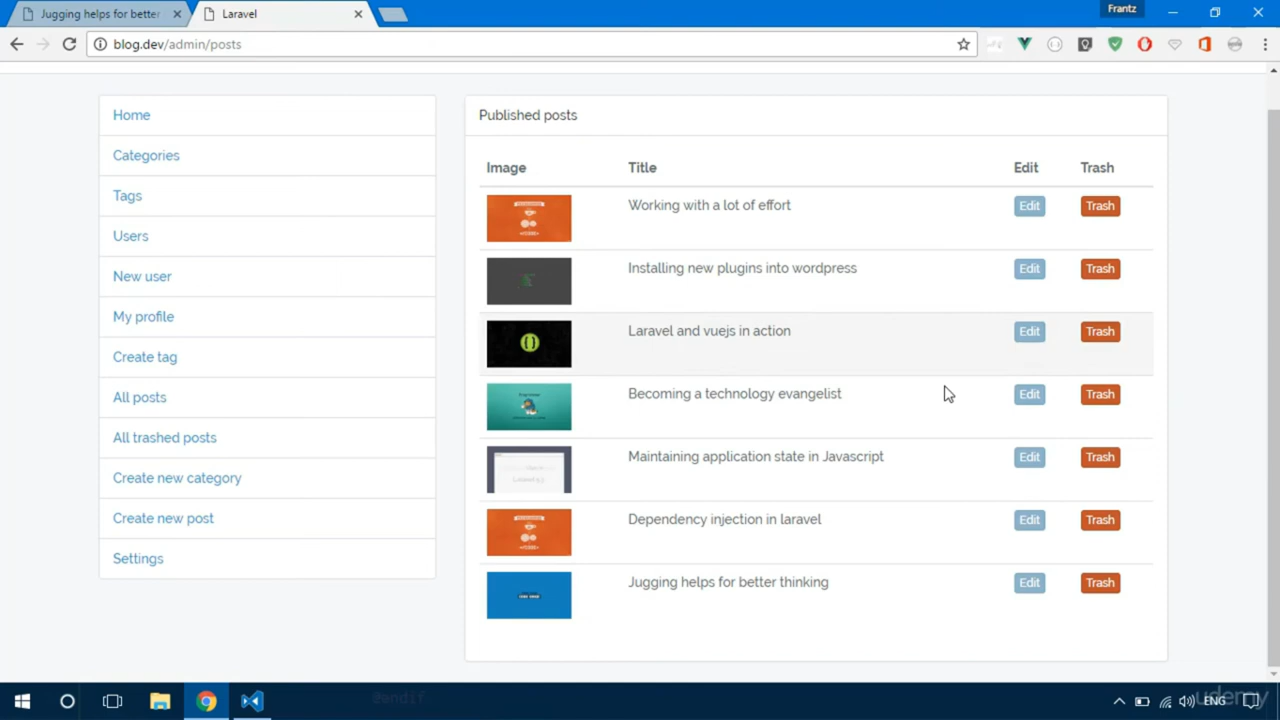 Jugging helps for better
Laravel
Frantz
blog.dev/admin/posts
Home
Categories
Tags
Users
New user
My profile
Create tag
All posts
All trashed posts
Create new category
Create new post
Settings
Published posts
Image Title Edit Trash
Working with a lot of effort Edit Trash
Installing new plugins into wordpress Edit Trash
Laravel and vuejs in action Edit Trash
Becoming a technology evangelist Edit Trash
Maintaining application state in Javascript Edit Trash
Dependency injection in laravel Edit Trash
Jugging helps for better thinking Edit Trash
@endif
ENG
udemy